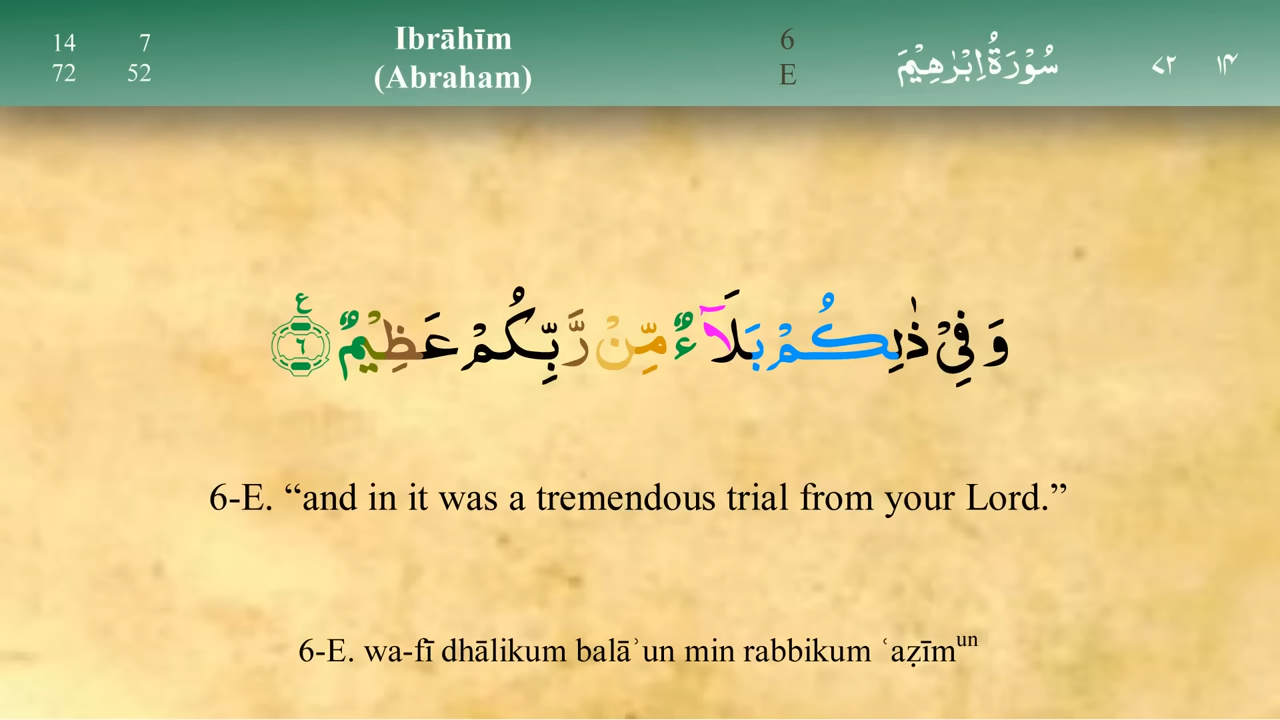 14 7 Ibrāhīm 6 سُوْرَةُ اِبْرٰهِيْمَ ٧٢ ١٤
72 52 (Abraham) E
وَفِيْ ذٰلِكُمْ بَلَآءٌ مِّنْ رَّبِّكُمْ عَظِيْمٌ ٦ ع
6-E. “and in it was a tremendous trial from your Lord.”
6-E. wa-fī dhālikum balāʾun min rabbikum ʿaẓīmun